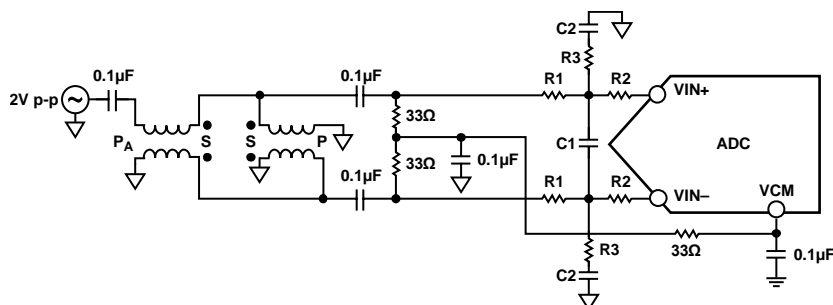 C2
R3
0.1µF
0.1µF
R1
R2
VIN+
2V p-p
33Ω
P_A
S
S
P
0.1µF
C1
ADC
33Ω
0.1µF
R1
R2
VIN–
VCM
33Ω
R3
0.1µF
C2